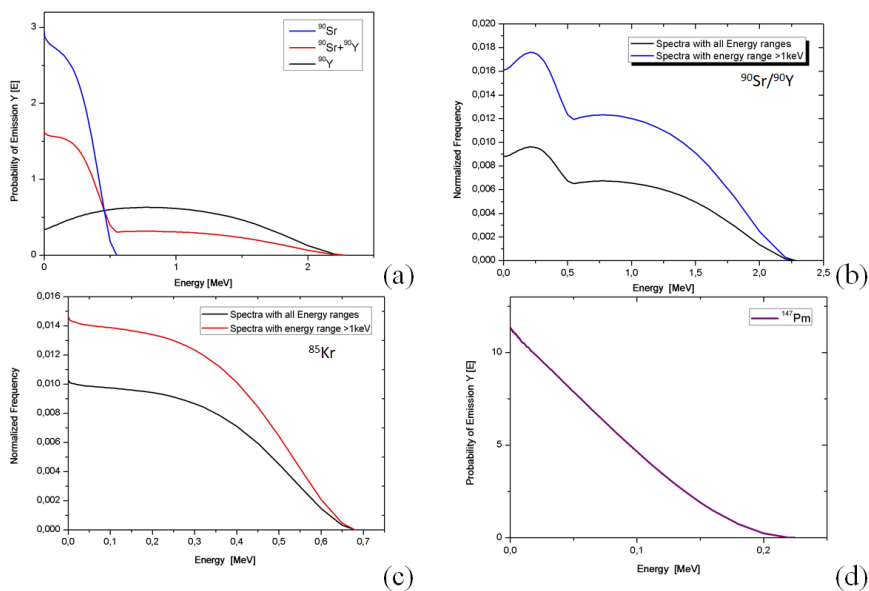 3
2
1
0
0
1
2
Probability of Emission Y [E]
Energy [MeV]
⁹⁰Sr
⁹⁰Sr+⁹⁰Y
⁹⁰Y
(a)
0,020
0,018
0,016
0,014
0,012
0,010
0,008
0,006
0,004
0,002
0,000
0,0
0,5
1,0
1,5
2,0
2,5
Normalized Frequency
Energy [MeV]
Spectra with all Energy ranges
Spectra with energy range >1keV
⁹⁰Sr/⁹⁰Y
(b)
0,016
0,014
0,012
0,010
0,008
0,006
0,004
0,002
0,000
0,0
0,1
0,2
0,3
0,4
0,5
0,6
0,7
Normalized Frequency
Energy [MeV]
Spectra with all Energy ranges
Spectra with energy range >1keV
⁸⁵Kr
(c)
10
5
0
0,0
0,1
0,2
Probability of Emission Y [E]
Energy [MeV]
¹⁴⁷Pm
(d)